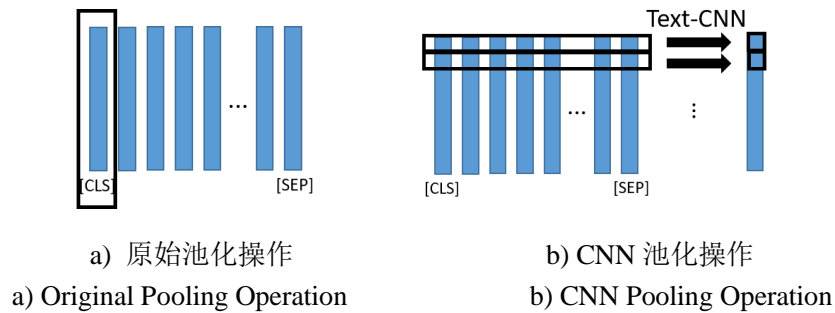 Text-CNN
...
...
⋮
[CLS]
[SEP]
[CLS]
[SEP]
a) 原始池化操作
b) CNN 池化操作
a) Original Pooling Operation
b) CNN Pooling Operation